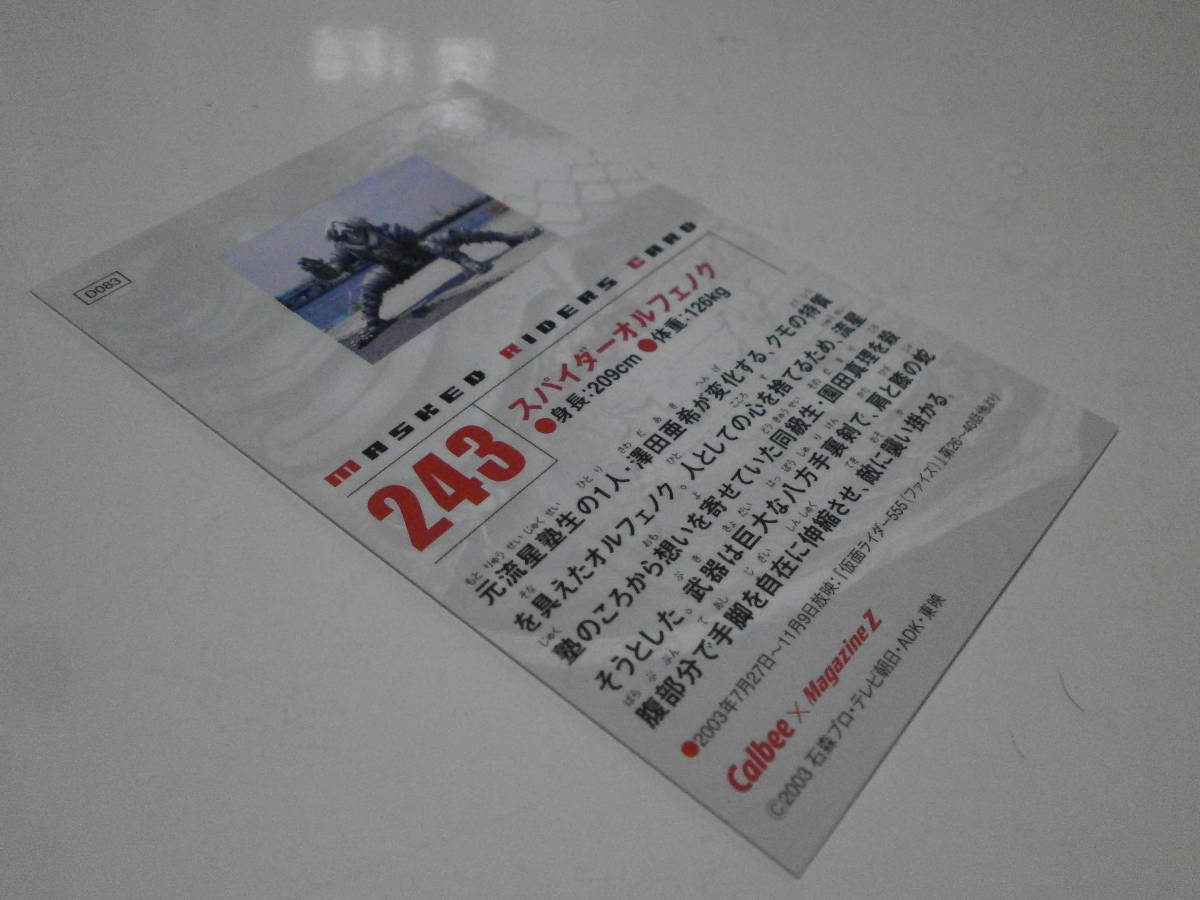 D083
MASKED RIDERS CARD
243
スパイダーオルフェノク
●身長:209cm ●体重:126kg
元流星塾生の1人・澤田亜希が変化する、クモの特質
を具えたオルフェノク。人としての心を捨てるため、流星
塾のころから想いを寄せていた同級生・園田真理を殺
そうとした。武器は巨大な八方手裏剣で、肩と膝の蛇
腹部分で手脚を自在に伸縮させ、敵に襲い掛かる。
●2003年7月27日〜11月9日放映:「仮面ライダー555(ファイズ)」第26〜40話他より
Calbee × Magazine Z
©2003 石森プロ・テレビ朝日・ADK・東映